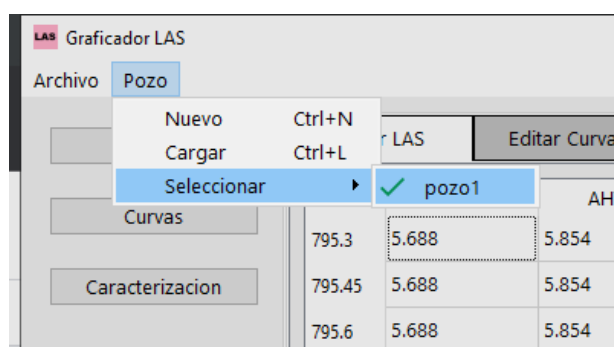 LAS Graficador LAS
Archivo Pozo
Nuevo Ctrl+N
r LAS Editar Curva
Cargar Ctrl+L
Seleccionar pozo1
AH
Curvas
795.3 5.688 5.854
Caracterizacion
795.45 5.688 5.854
795.6 5.688 5.854